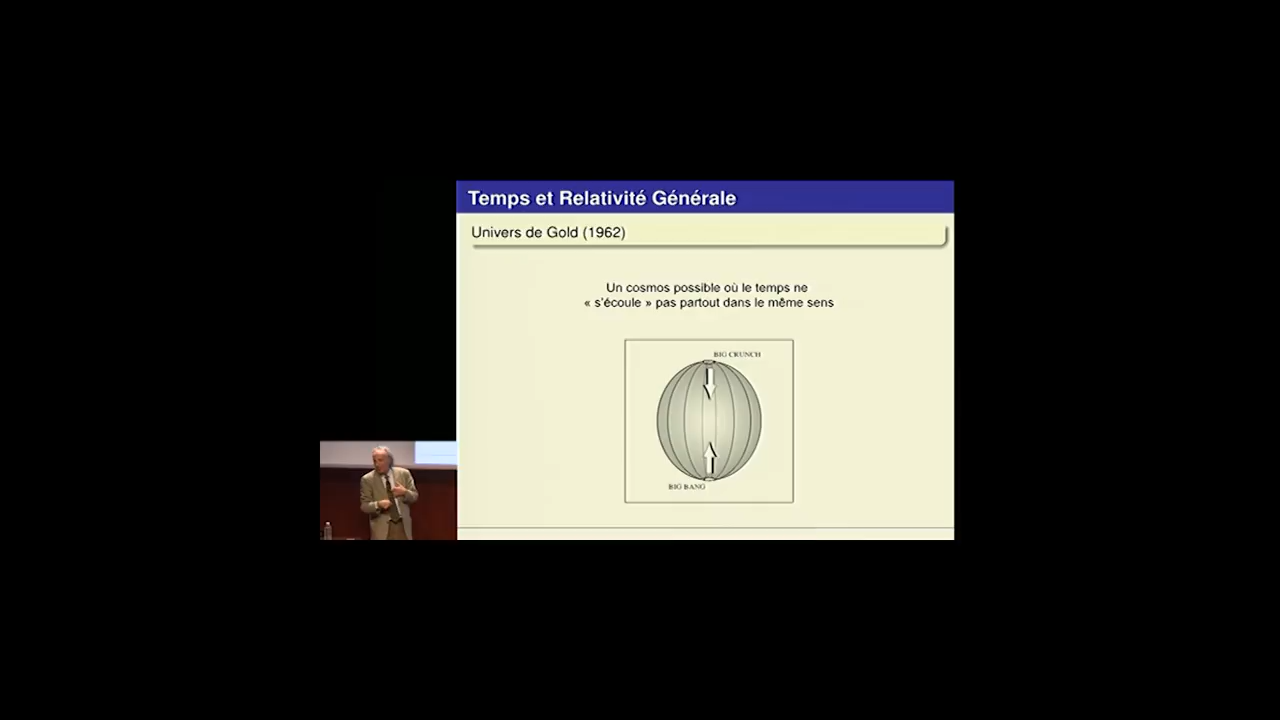 Temps et Relativité Générale
Univers de Gold (1962)
Un cosmos possible où le temps ne
« s'écoule » pas partout dans le même sens
BIG CRUNCH
BIG BANG